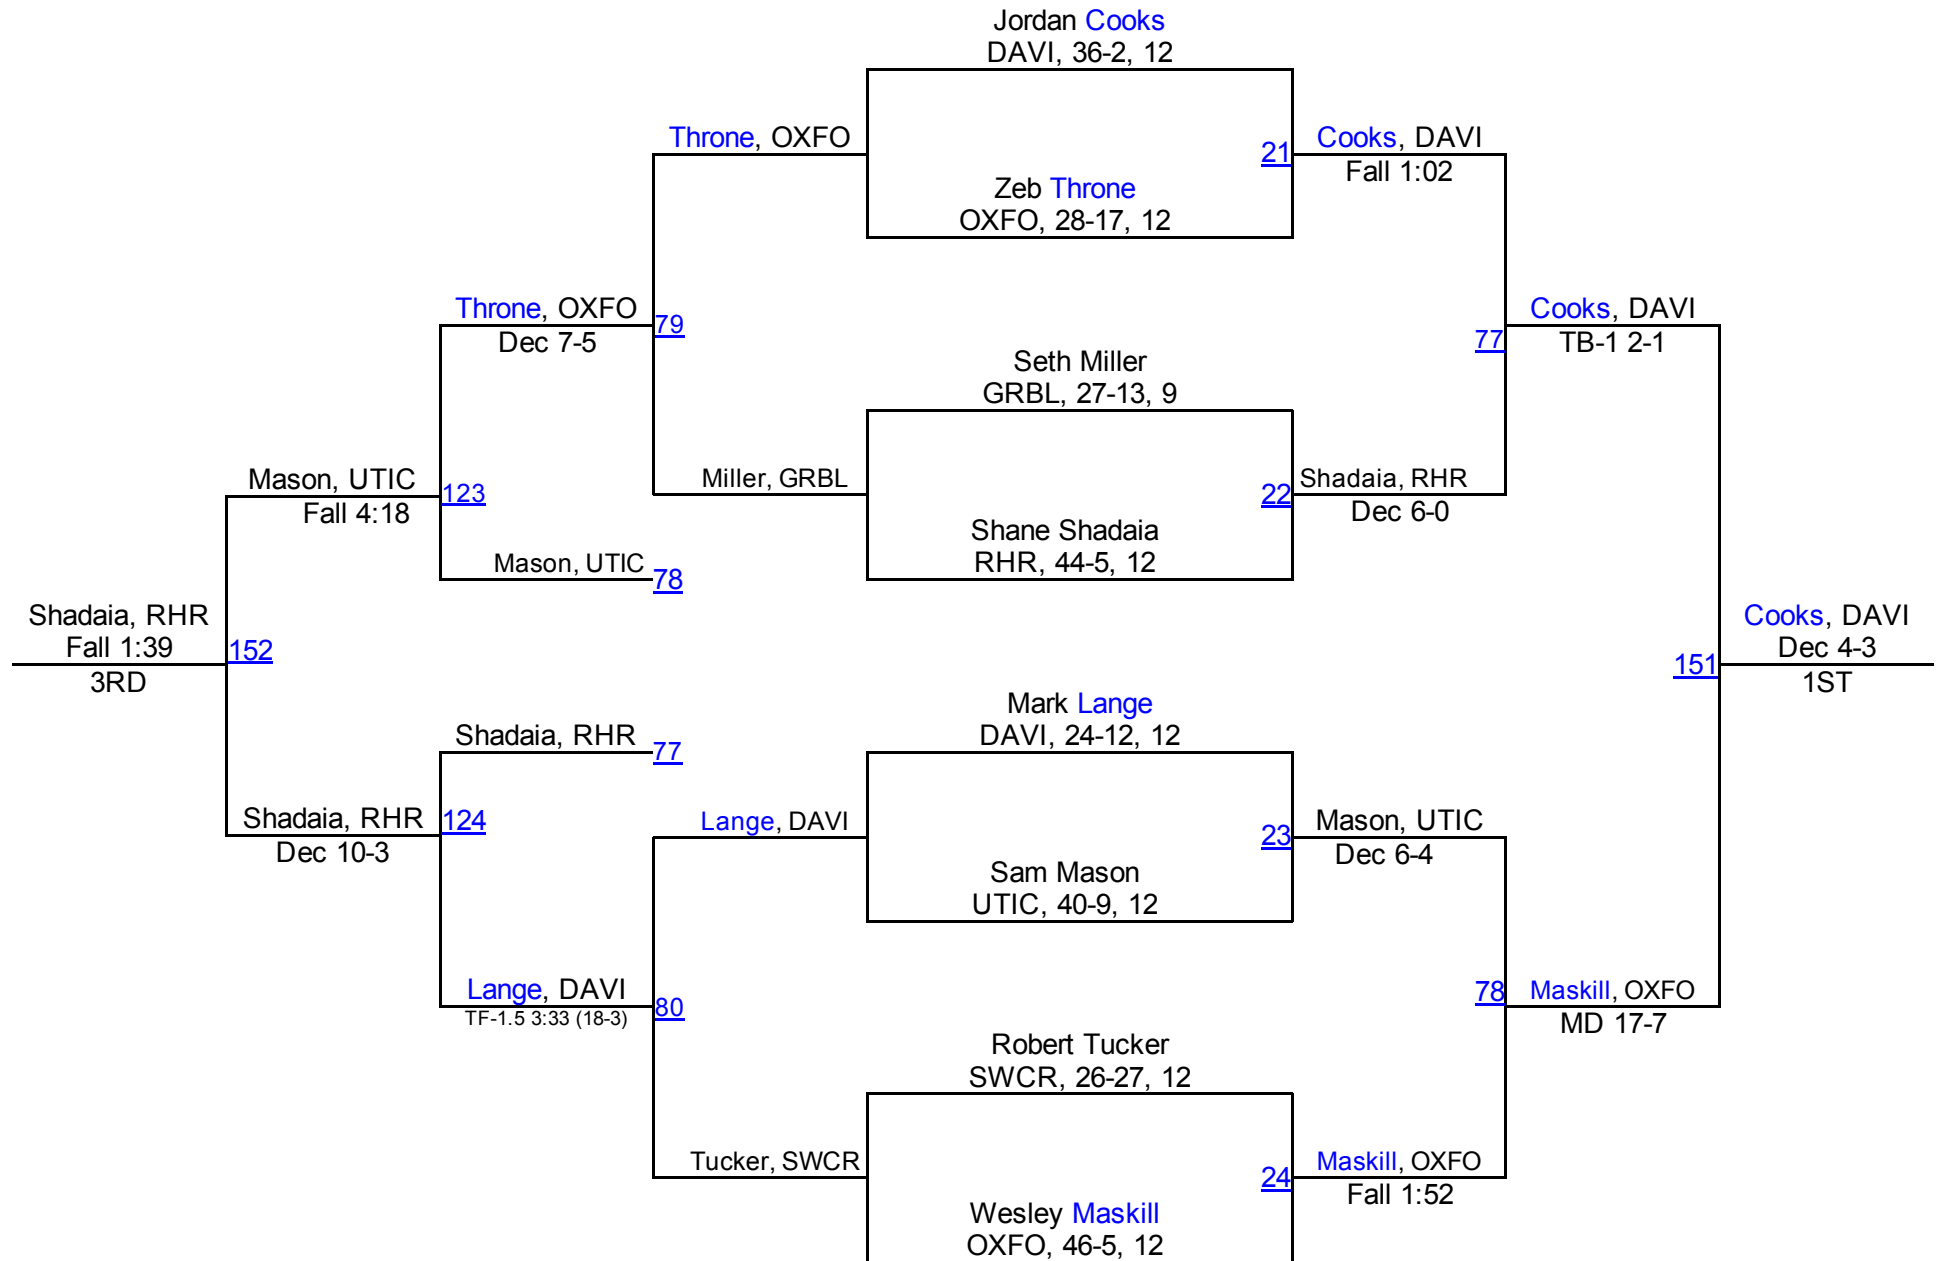 Jordan Cooks
DAVI, 36-2, 12
Throne, OXFO
21
Cooks, DAVI
Fall 1:02
Zeb Throne
OXFO, 28-17, 12
Throne, OXFO
Dec 7-5
79
Cooks, DAVI
TB-1 2-1
77
Seth Miller
GRBL, 27-13, 9
Mason, UTIC
Fall 4:18
123
Miller, GRBL
22
Shadaia, RHR
Dec 6-0
Shane Shadaia
RHR, 44-5, 12
Mason, UTIC
78
Shadaia, RHR
Fall 1:39
3RD
152
Cooks, DAVI
Dec 4-3
1ST
151
Mark Lange
DAVI, 24-12, 12
Shadaia, RHR
77
Shadaia, RHR
Dec 10-3
124
Lange, DAVI
23
Mason, UTIC
Dec 6-4
Sam Mason
UTIC, 40-9, 12
Lange, DAVI
TF-1.5 3:33 (18-3)
80
78
Maskill, OXFO
MD 17-7
Robert Tucker
SWCR, 26-27, 12
Tucker, SWCR
24
Maskill, OXFO
Fall 1:52
Wesley Maskill
OXFO, 46-5, 12